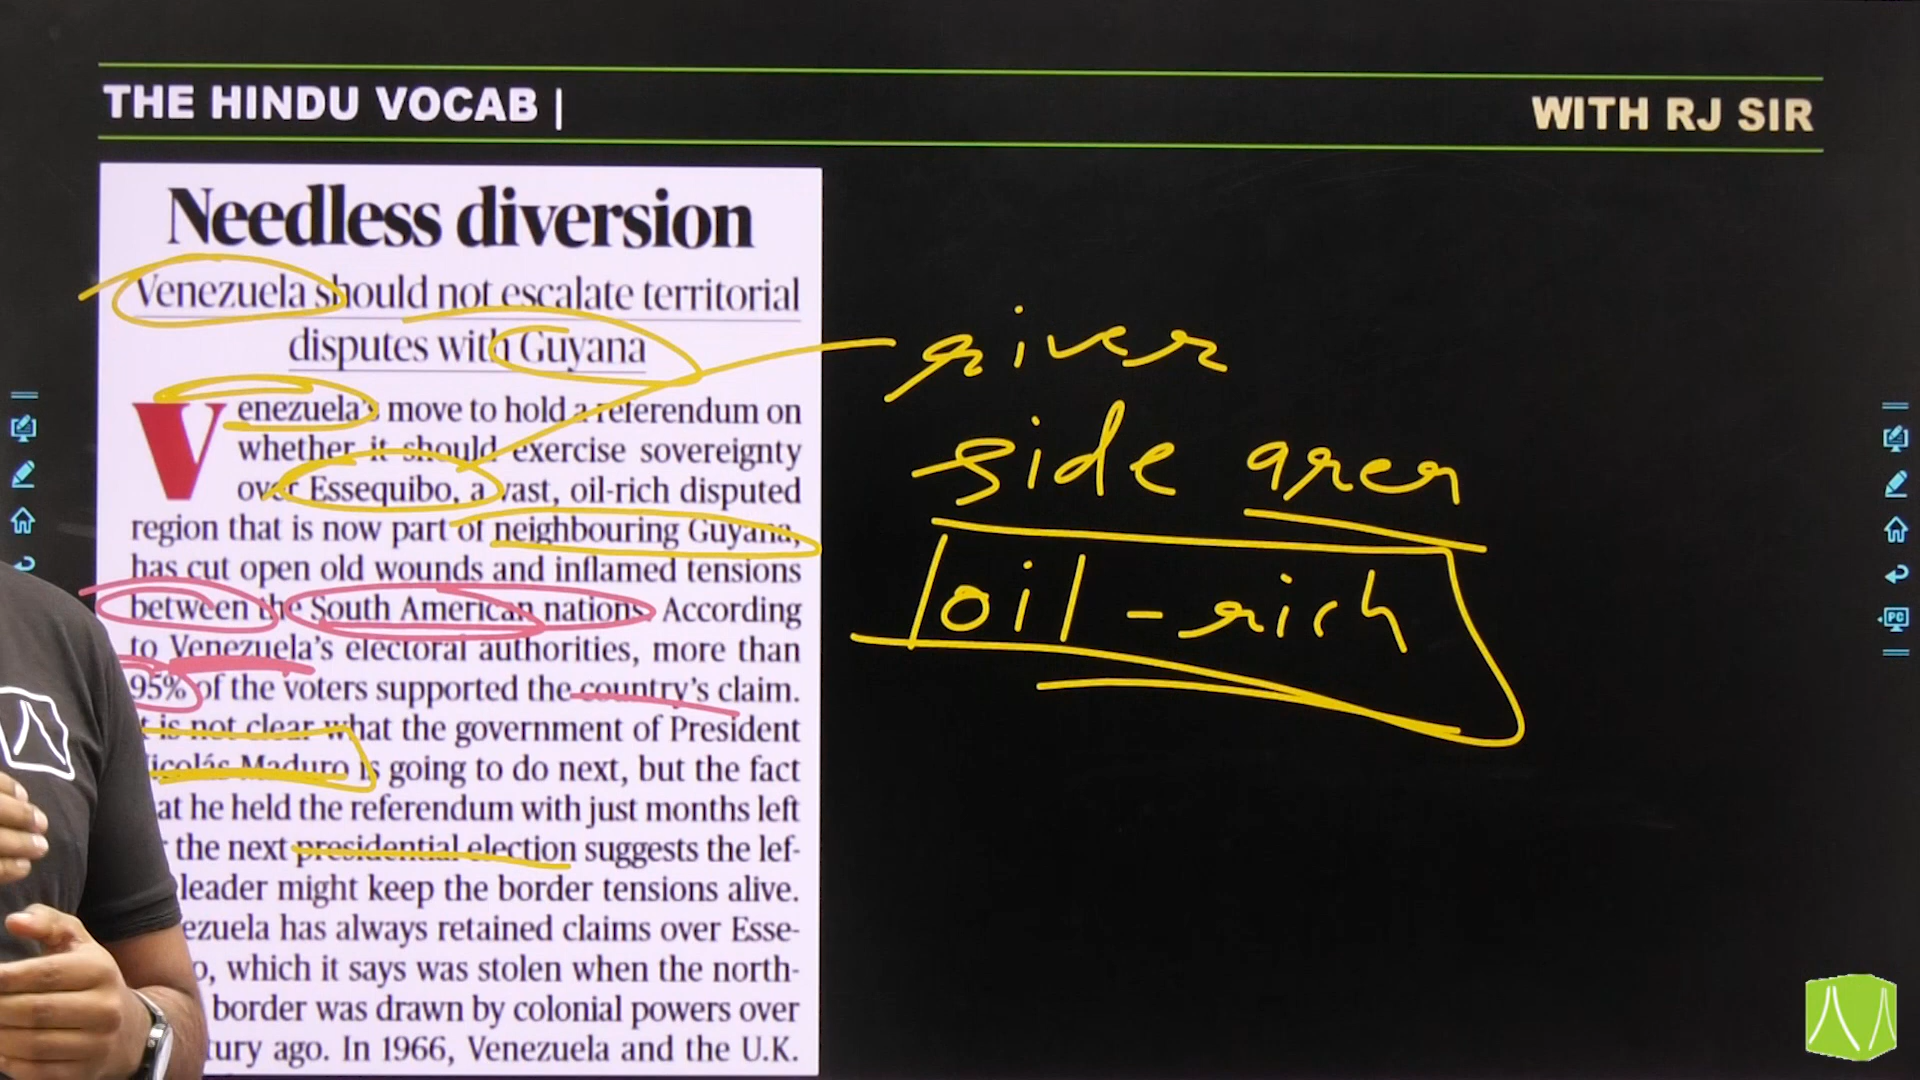 THE HINDU VOCAB |
WITH RJ SIR
Needless diversion
Venezuela should not escalate territorial
disputes with Guyana
Venezuela's move to hold a referendum on
whether it should exercise sovereignty
over Essequibo, a vast, oil-rich disputed
region that is now part of neighbouring Guyana,
has cut open old wounds and inflamed tensions
between the South American nations. According
to Venezuela's electoral authorities, more than
95% of the voters supported the country's claim.
t is not clear what the government of President
icolás Maduro is going to do next, but the fact
at he held the referendum with just months left
the next presidential election suggests the lef-
leader might keep the border tensions alive.
ezuela has always retained claims over Esse-
o, which it says was stolen when the north-
border was drawn by colonial powers over
tury ago. In 1966, Venezuela and the U.K.
river
side area
oil-rich
PC
PC